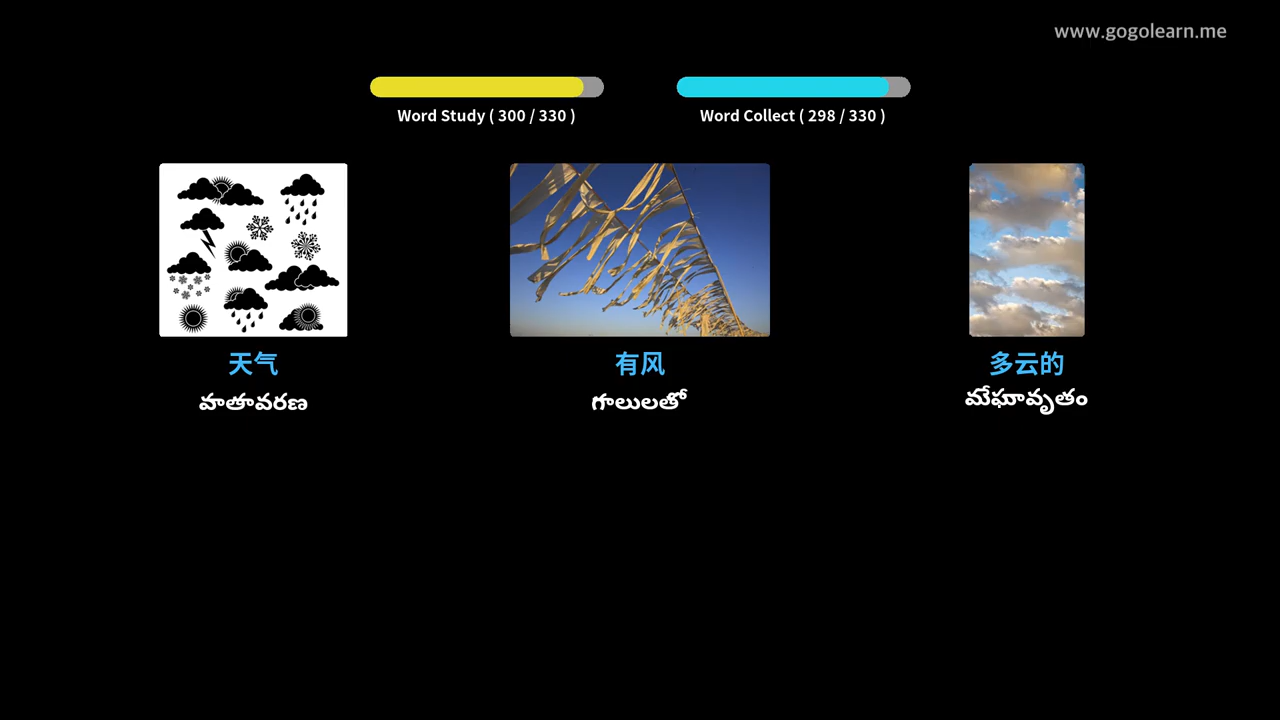 www.gogolearn.me
Word Study ( 300 / 330 )
Word Collect ( 298 / 330 )
天气
有风
多云的
వాతావరణ
గాలులతో
మేఘావృతం